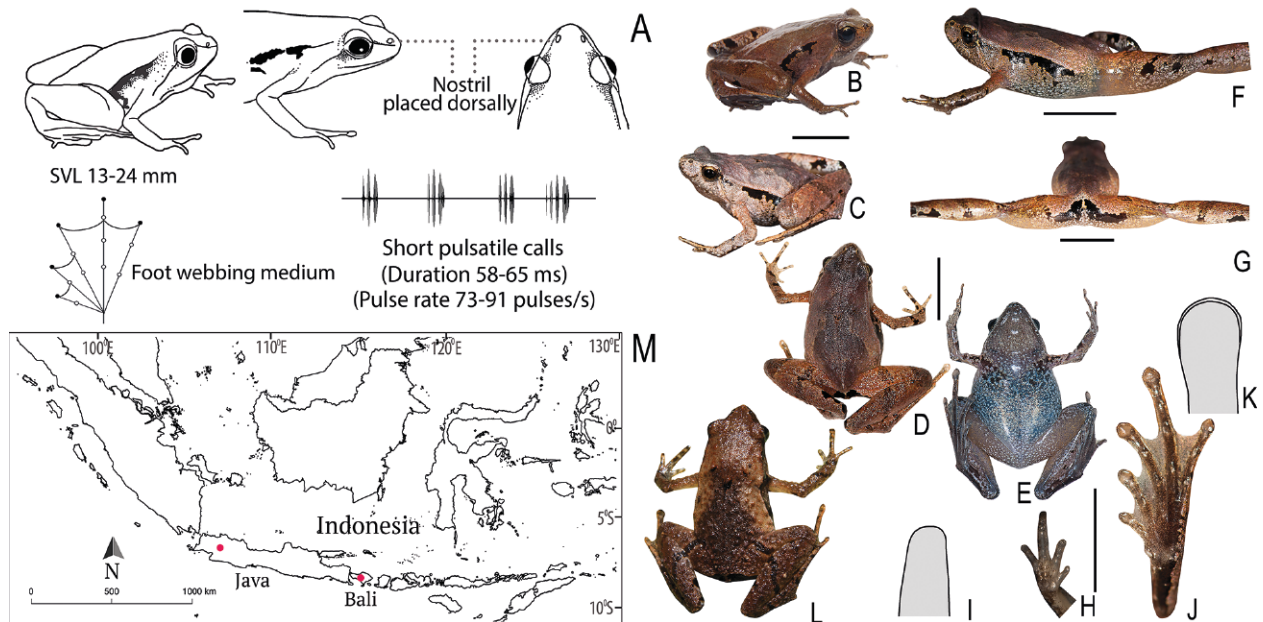 A
Nostril
placed dorsally
SVL 13-24 mm
Foot webbing medium
Short pulsatile calls
(Duration 58-65 ms)
(Pulse rate 73-91 pulses/s)
B
F
C
G
M
100°E
110°E
120°E
130°E
0°
5°S
10°S
Indonesia
Java
Bali
N
0 500 1000 km
D
E
K
L
I
H
J